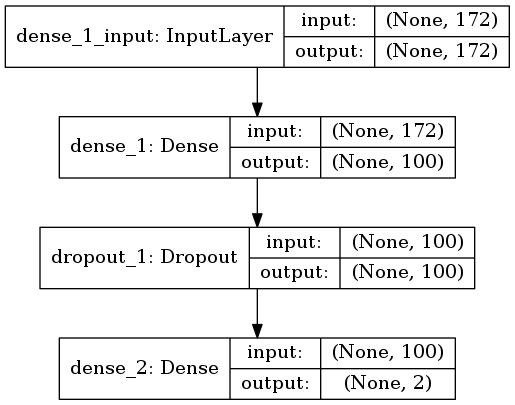 dense_1_input: InputLayer
input: (None, 172)
output: (None, 172)
dense_1: Dense
input: (None, 172)
output: (None, 100)
dropout_1: Dropout
input: (None, 100)
output: (None, 100)
dense_2: Dense
input: (None, 100)
output: (None, 2)